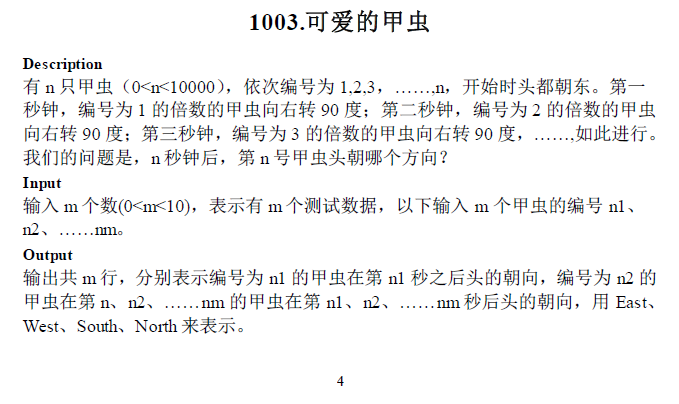 1003.可爱的甲虫
Description
有 n 只甲虫（0<n<10000），依次编号为 1,2,3，……,n，开始时头都朝东。第一
秒钟，编号为 1 的倍数的甲虫向右转 90 度；第二秒钟，编号为 2 的倍数的甲虫
向右转 90 度；第三秒钟，编号为 3 的倍数的甲虫向右转 90 度，……,如此进行。
我们的问题是，n 秒钟后，第 n 号甲虫头朝哪个方向？
Input
输入 m 个数(0<m<10)，表示有 m 个测试数据，以下输入 m 个甲虫的编号 n1、
n2、……nm。
Output
输出共 m 行，分别表示编号为 n1 的甲虫在第 n1 秒之后头的朝向，编号为 n2 的
甲虫在第 n、n2、……nm 的甲虫在第 n1、n2、……nm 秒后头的朝向，用 East、
West、South、North 来表示。
4